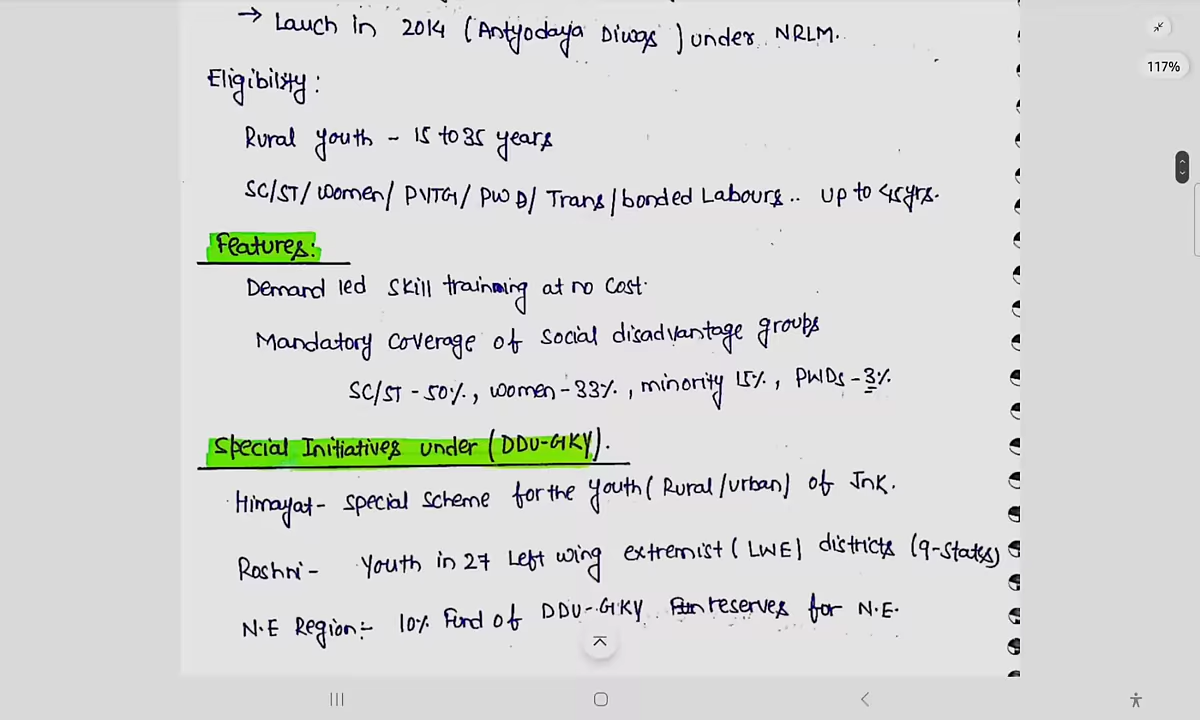 → Lauch in 2014 (Antyodaya Diwas) under NRLM.
117%
Eligibility:
Rural youth - 15 to 35 years
SC/ST/women/PVTG/PWD/Trans/bonded Labours.. up to 45yrs.
Features:
Demand led skill trainning at no cost.
Mandatory coverage of social disadvantage groups
SC/ST - 50%, women - 33%, minority 15%, PWDs - 3%
Special Initiatives under (DDU-GKY).
Himayat - special scheme for the youth (Rural/urban) of JnK.
Roshni - Youth in 27 Left wing extremist (LWE) districts (9-States)
N.E Region:- 10% Fund of DDU-GKY reserves for N.E.